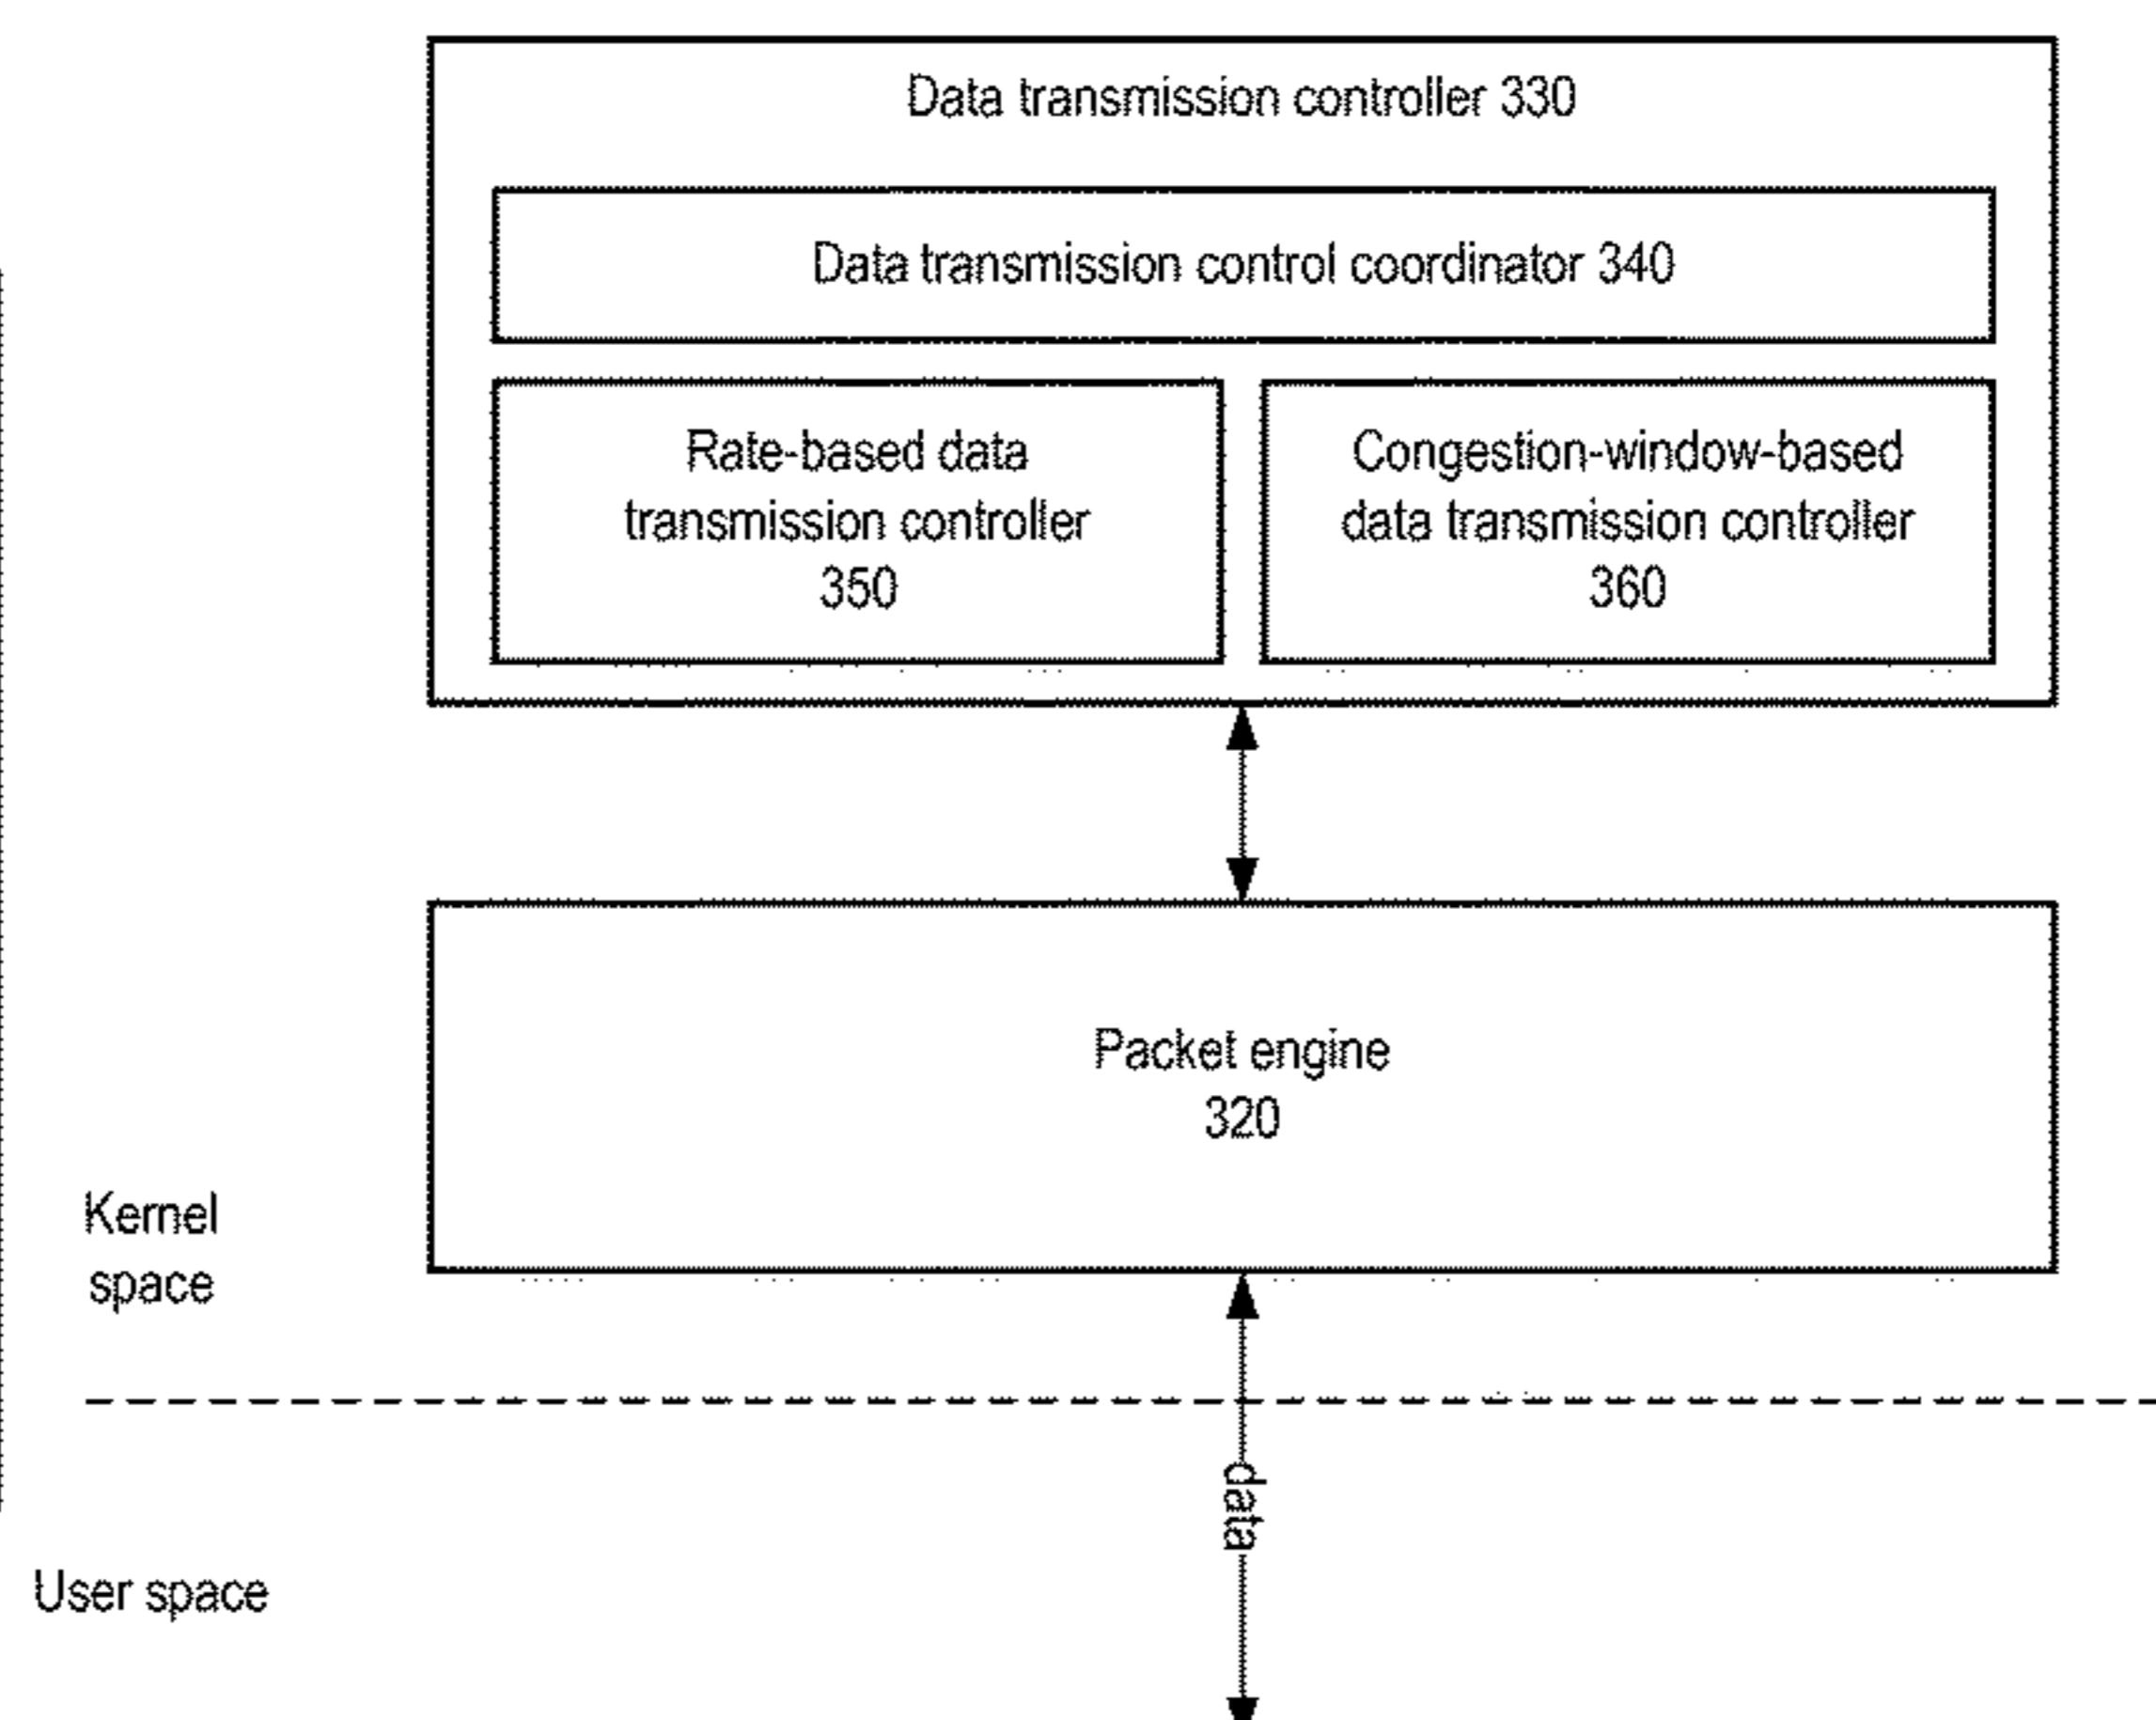 Data transmission controller 330
Data transmission control coordinator 340
Rate-based data
transmission controller
350
Congestion-window-based
data transmission controller
360
Packet engine
320
Kernel
space
data
User space